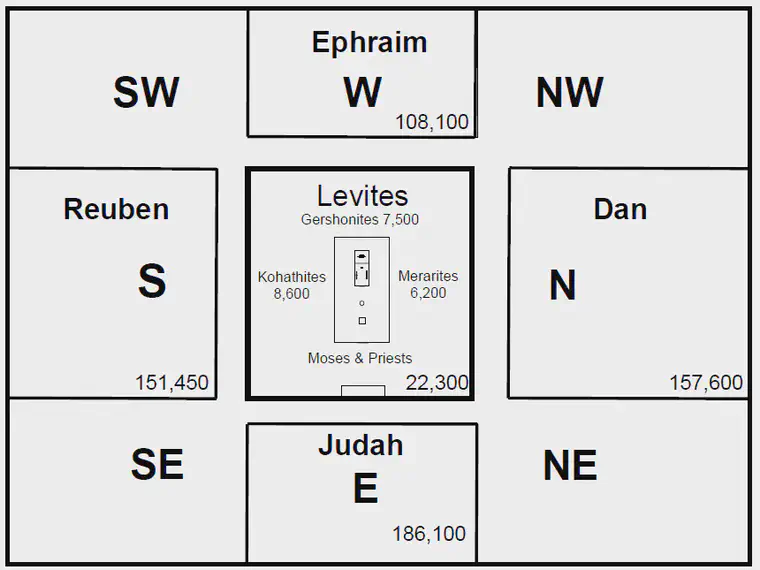 Ephraim
SW W NW
108,100
Reuben
Levites
Dan
Gershonites 7,500
S
Kohathites
8,600
Merarites
6,200
N
Moses & Priests
151,450
22,300
157,600
Judah
SE E NE
186,100